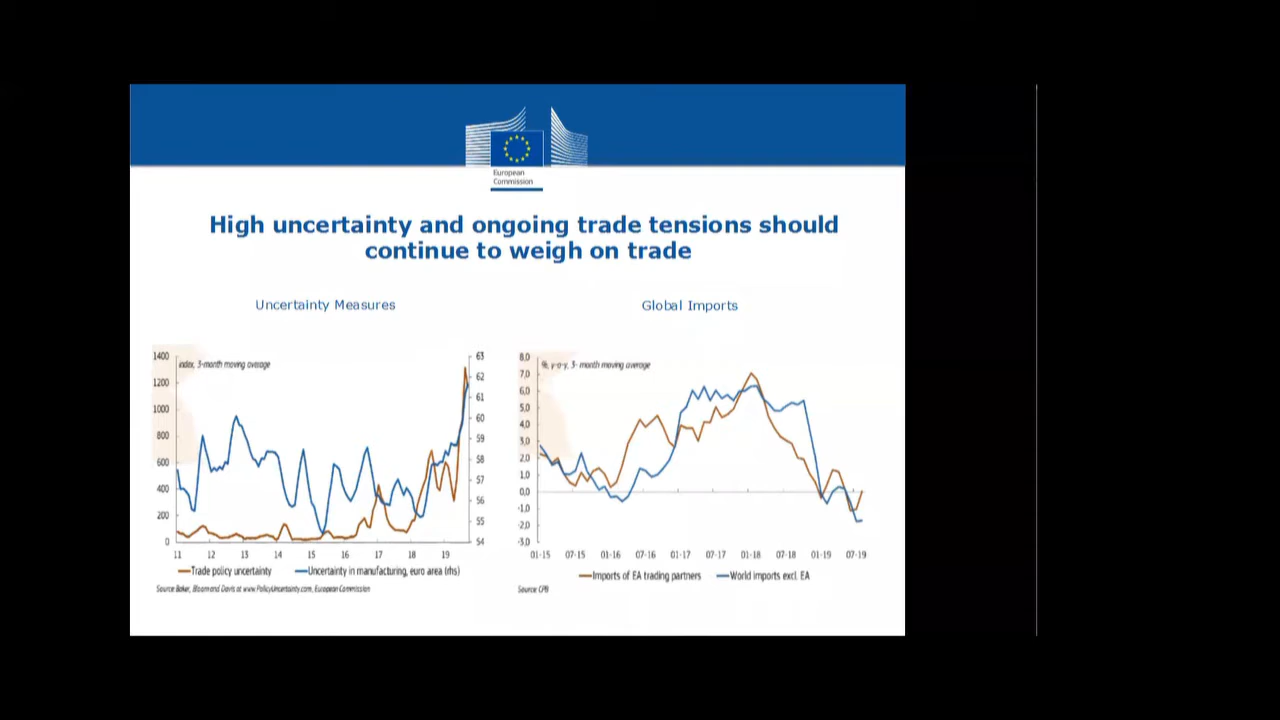 European
Commission
High uncertainty and ongoing trade tensions should
continue to weigh on trade
Uncertainty Measures
Global Imports
index, 3-month moving average
1400
1200
1000
800
600
400
200
0
63
62
61
60
59
58
57
56
55
54
11 12 13 14 15 16 17 18 19
Trade policy uncertainty
Uncertainty in manufacturing, euro area (rhs)
Source: Baker, Bloom and Davis at www.PolicyUncertainty.com, European Commission
%, y-o-y, 3- month moving average
8,0
7,0
6,0
5,0
4,0
3,0
2,0
1,0
0,0
-1,0
-2,0
-3,0
01-15 07-15 01-16 07-16 01-17 07-17 01-18 07-18 01-19 07-19
Imports of EA trading partners
World imports excl. EA
Source: CPB